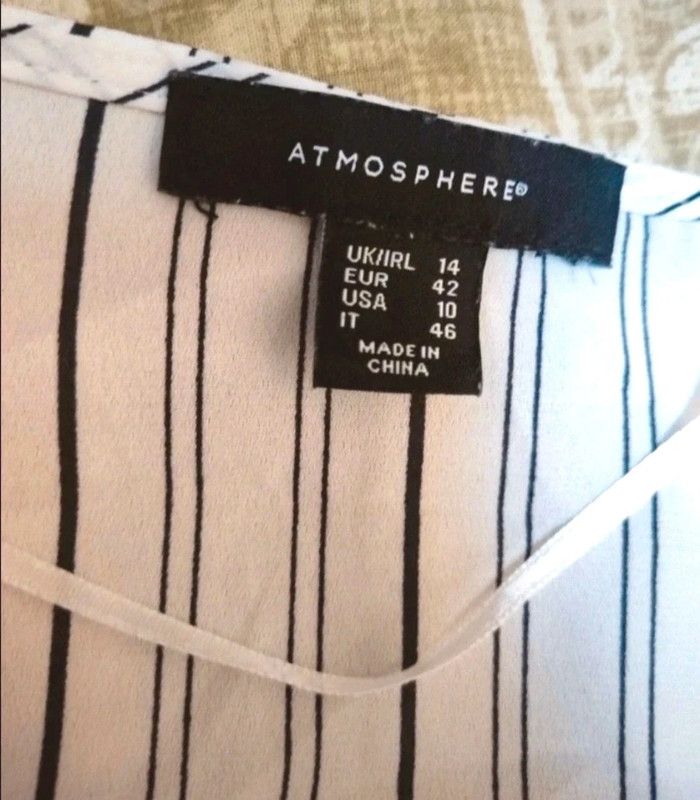 ATMOSPHERE®
UK/IRL 14
EUR 42
USA 10
IT 46
MADE IN
CHINA